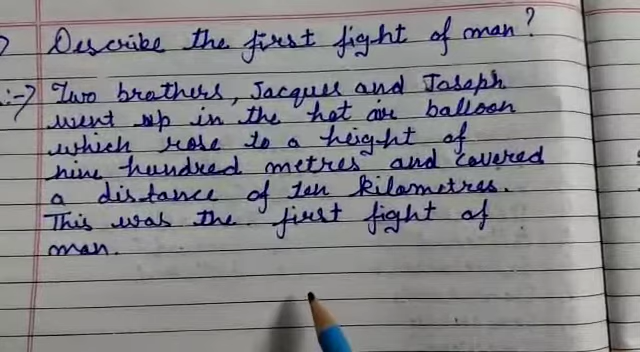 Describe the first fight of man?
:-> Two brothers, Jacques and Joseph
went up in the hot air balloon
which rose to a height of
nine hundred metres and covered
a distance of ten kilometres.
This was the first fight of
man.